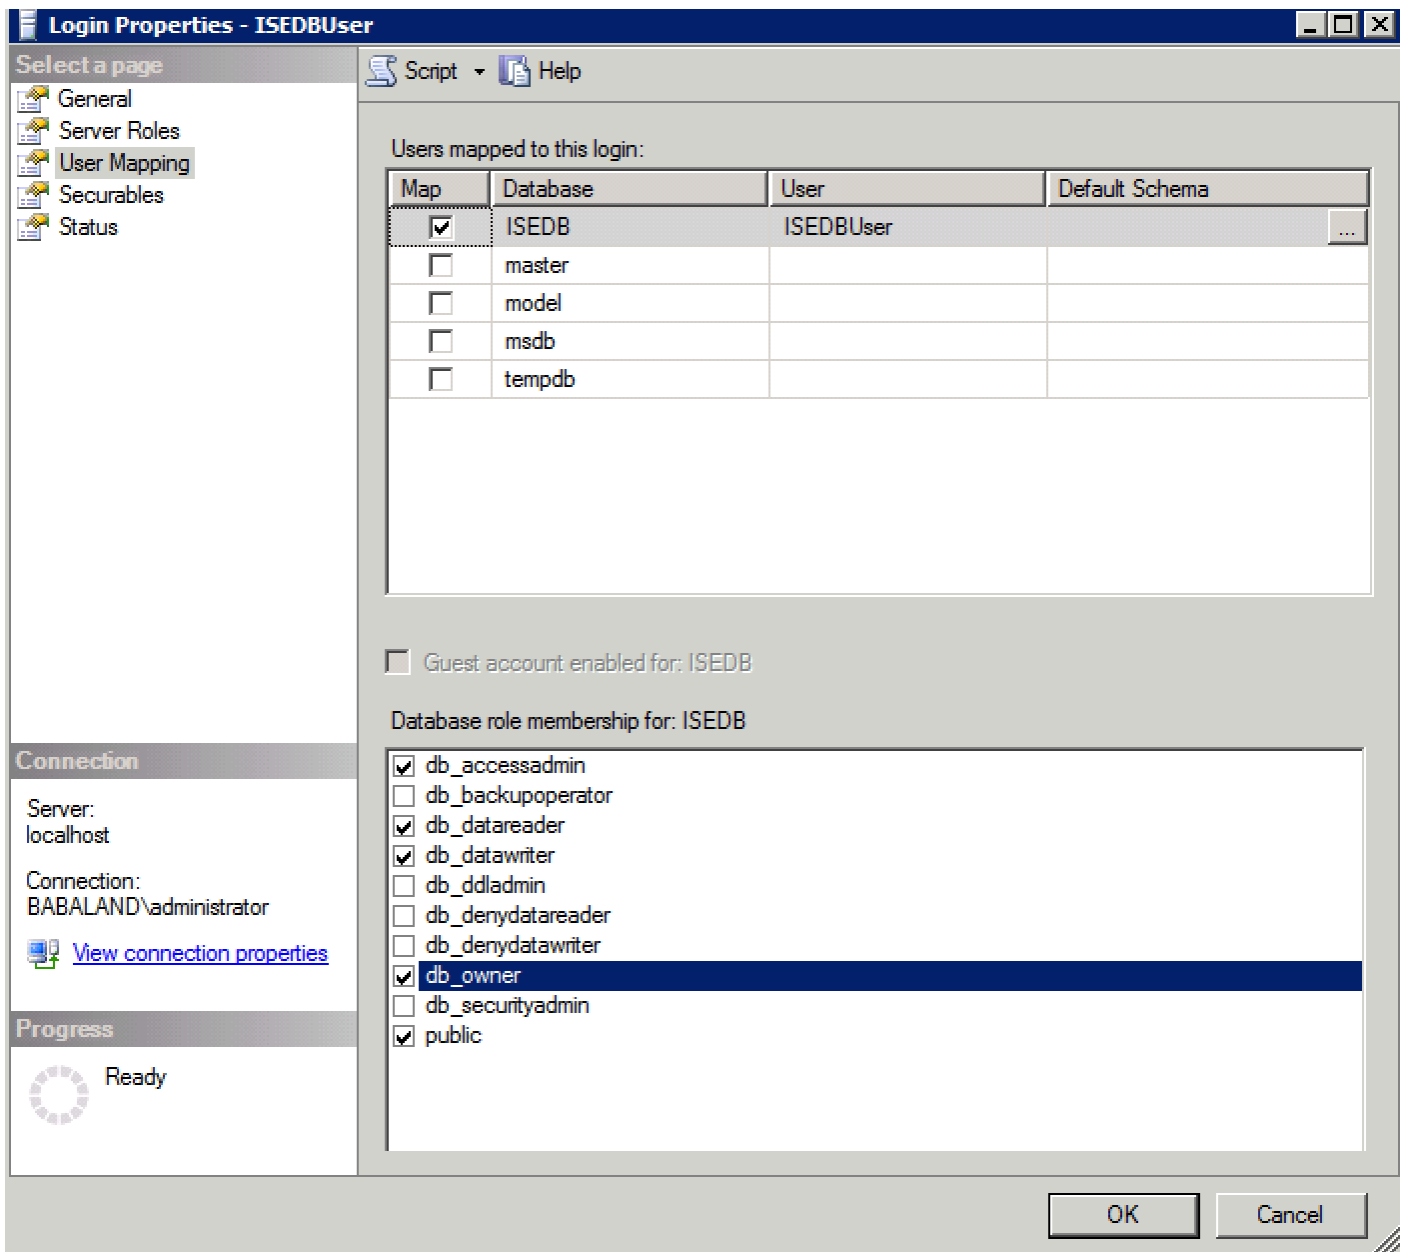 Login Properties - ISEDBUser
Select a page
General
Server Roles
User Mapping
Securables
Status
Script Help
Users mapped to this login:
Map Database User Default Schema
ISEDB ISEDBUser ...
master
model
msdb
tempdb
Guest account enabled for: ISEDB
Database role membership for: ISEDB
db_accessadmin
db_backupoperator
db_datareader
db_datawriter
db_ddladmin
db_denydatareader
db_denydatawriter
db_owner
db_securityadmin
public
Connection
Server:
localhost
Connection:
BABALAND\administrator
View connection properties
Progress
Ready
OK Cancel